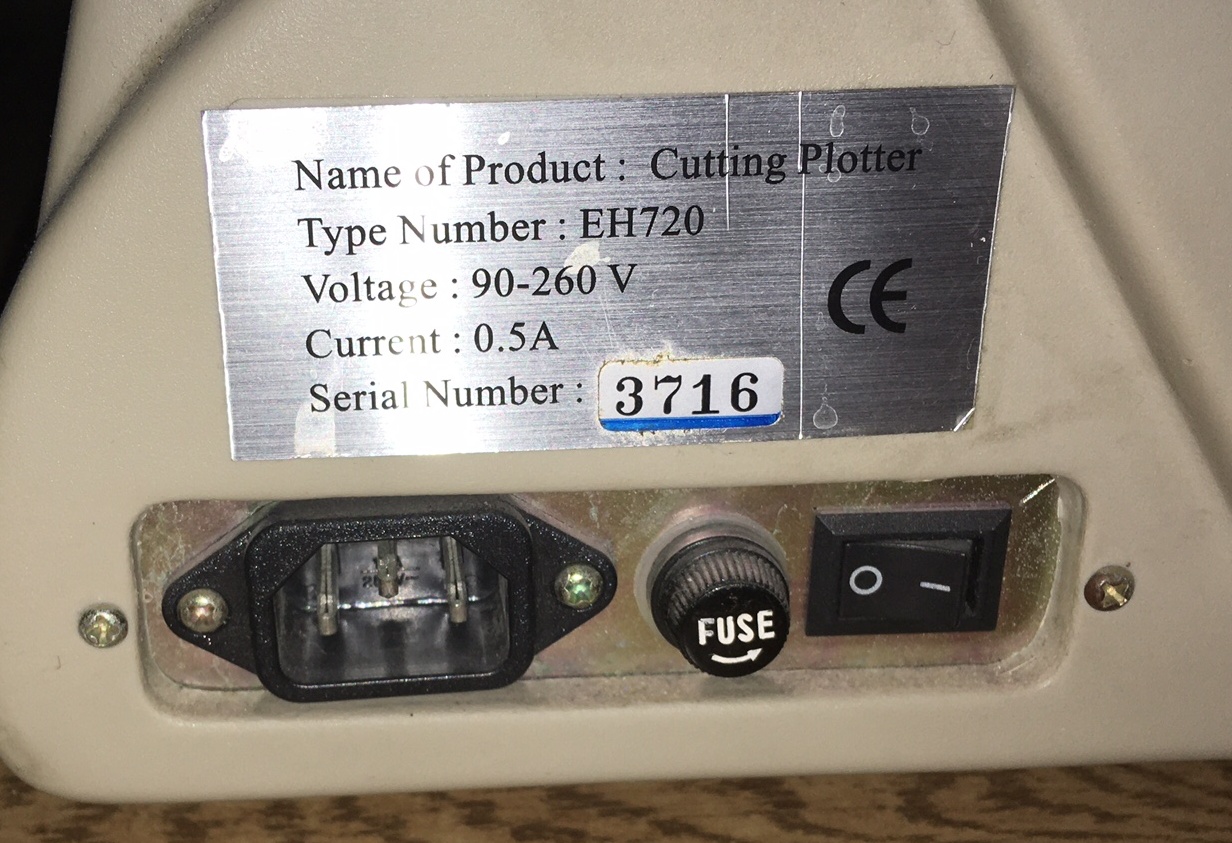 Name of Product : Cutting Plotter
Type Number : EH720
Voltage : 90-260 V
Current : 0.5A
Serial Number : 3716
CE
FUSE
O I